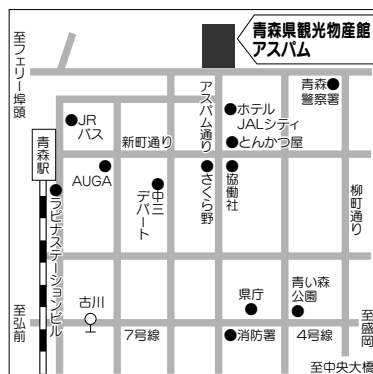 青森県観光物産館
アスパム
至フェリー埠頭
青森
警察署
アスパム通り
ホテル
JALシティ
JR
バス
新町通り
とんかつ屋
青森駅
AUGA
中三
デパート
さくら野
協働社
柳町通り
ラビナステーションビル
青い森
公園
県庁
古川
至弘前
7号線
消防署
4号線
至盛岡
至中央大橋